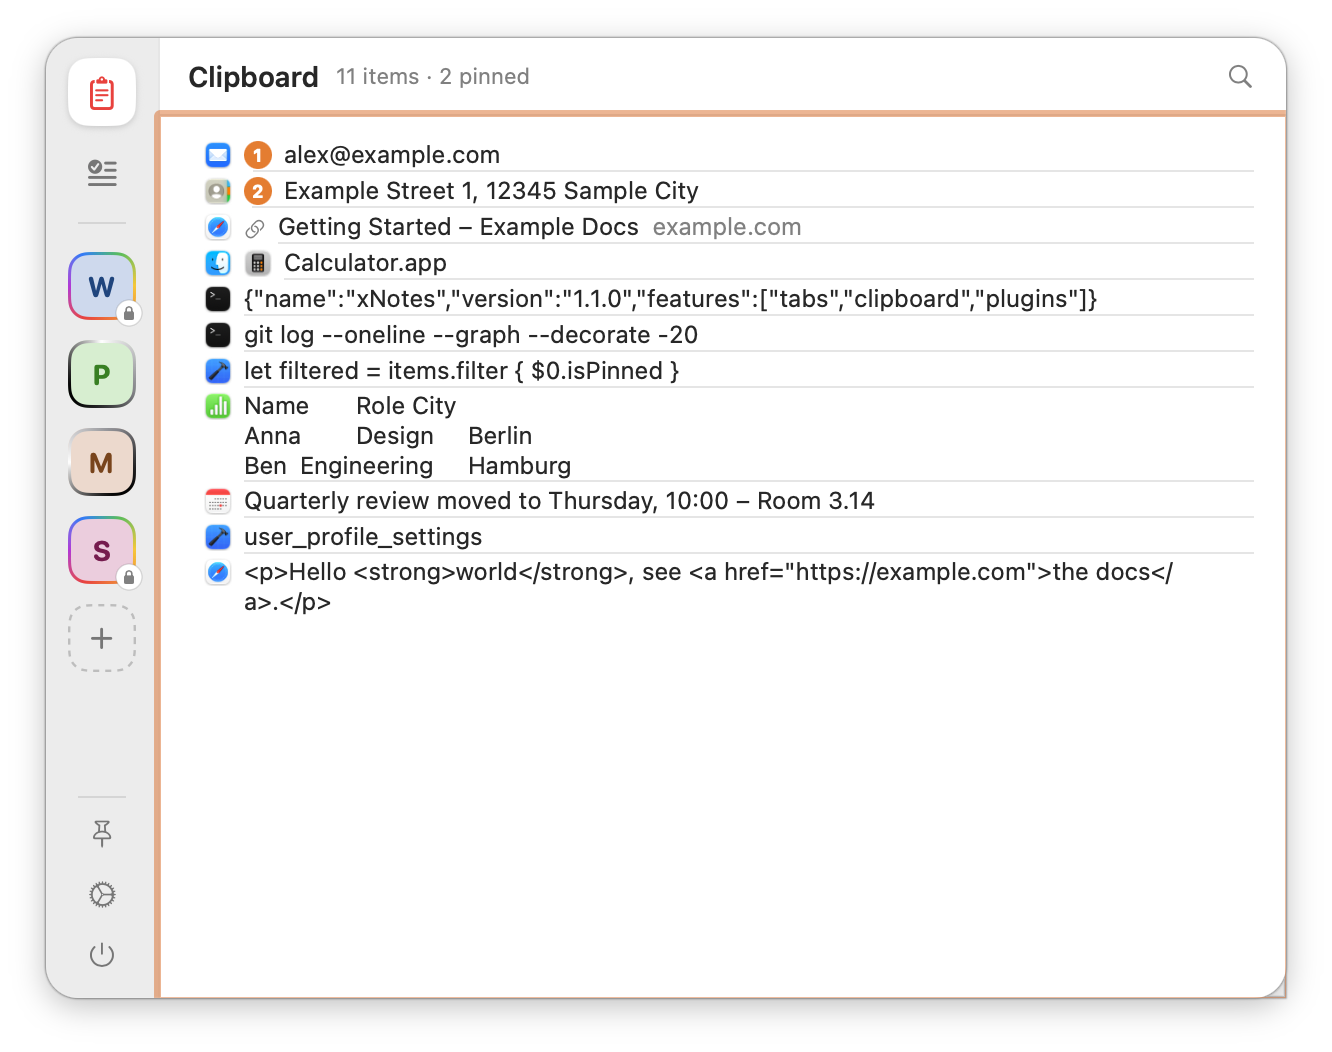 Clipboard 11 items · 2 pinned
1 alex@example.com
2 Example Street 1, 12345 Sample City
Getting Started – Example Docs example.com
Calculator.app
{"name":"xNotes","version":"1.1.0","features":["tabs","clipboard","plugins"]}
git log --oneline --graph --decorate -20
let filtered = items.filter { $0.isPinned }
Name Role City
Anna Design Berlin
Ben Engineering Hamburg
Quarterly review moved to Thursday, 10:00 – Room 3.14
user_profile_settings
<p>Hello <strong>world</strong>, see <a href="https://example.com">the docs</
a>.</p>
W
P
M
S